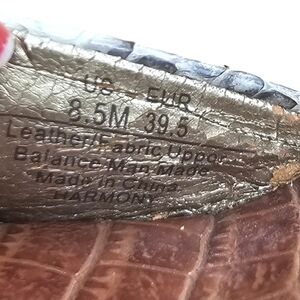 US EUR
8.5M 39.5
Leather/Fabric Upper
Balance Man Made
Made in China
HARMONY